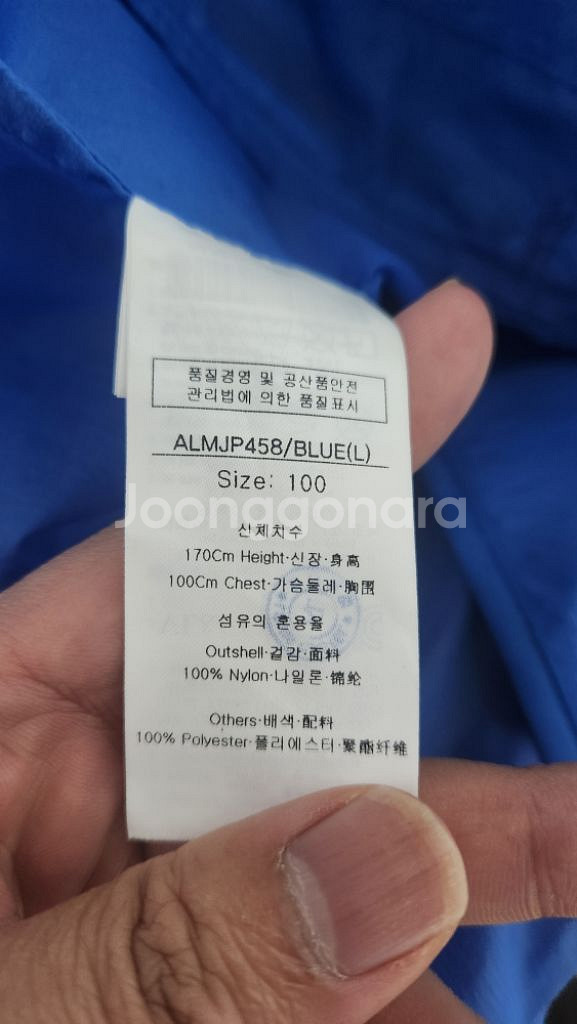 품질경영 및 공산품안전
관리법에 의한 품질표시
ALMJP458/BLUE(L)
Size: 100
Joonggonara
신체치수
170Cm Height·신장·身高
100Cm Chest·가슴둘레·胸围
섬유의 혼용율
Outshell·겉감·面料
100% Nylon·나일론·锦纶
Others·배색·配料
100% Polyester·폴리에스터·聚酯纤维